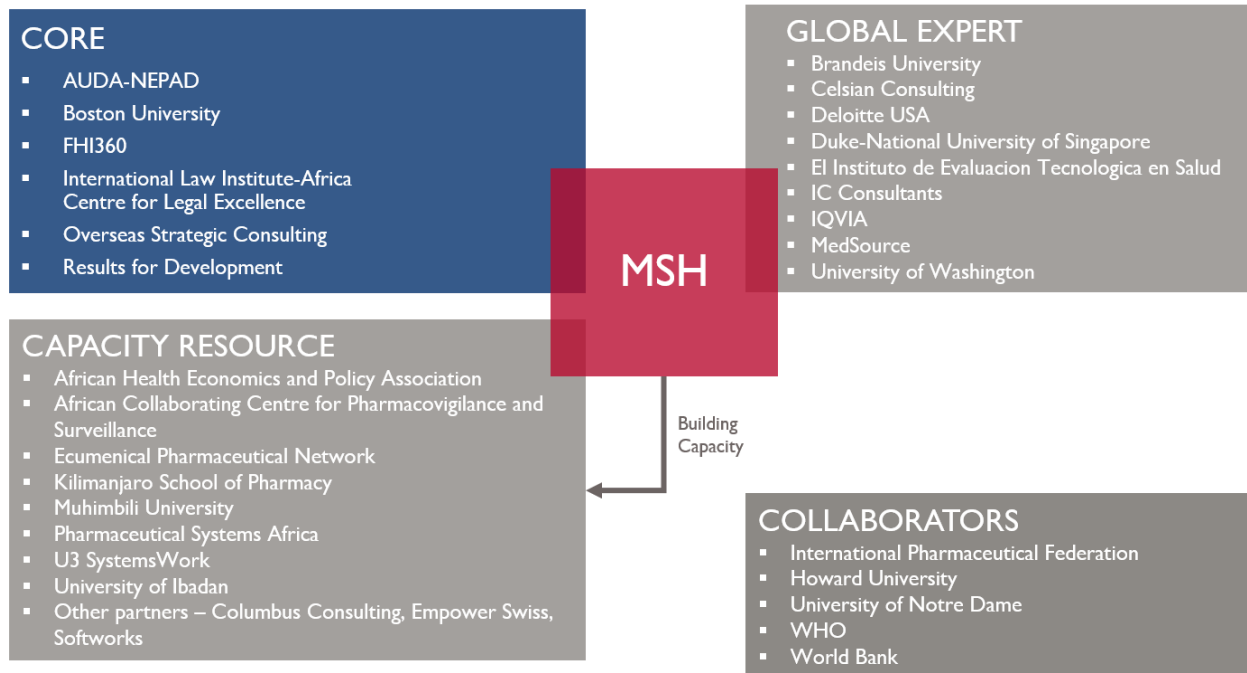 CORE
▪ AUDA-NEPAD
▪ Boston University
▪ FHI360
▪ International Law Institute-Africa
Centre for Legal Excellence
▪ Overseas Strategic Consulting
▪ Results for Development
GLOBAL EXPERT
▪ Brandeis University
▪ Celsian Consulting
▪ Deloitte USA
▪ Duke-National University of Singapore
▪ El Instituto de Evaluacion Tecnologica en Salud
▪ IC Consultants
▪ IQVIA
▪ MedSource
▪ University of Washington
MSH
CAPACITY RESOURCE
▪ African Health Economics and Policy Association
▪ African Collaborating Centre for Pharmacovigilance and
Surveillance
▪ Ecumenical Pharmaceutical Network
▪ Kilimanjaro School of Pharmacy
▪ Muhimbili University
▪ Pharmaceutical Systems Africa
▪ U3 SystemsWork
▪ University of Ibadan
▪ Other partners – Columbus Consulting, Empower Swiss,
Softworks
Building
Capacity
COLLABORATORS
▪ International Pharmaceutical Federation
▪ Howard University
▪ University of Notre Dame
▪ WHO
▪ World Bank